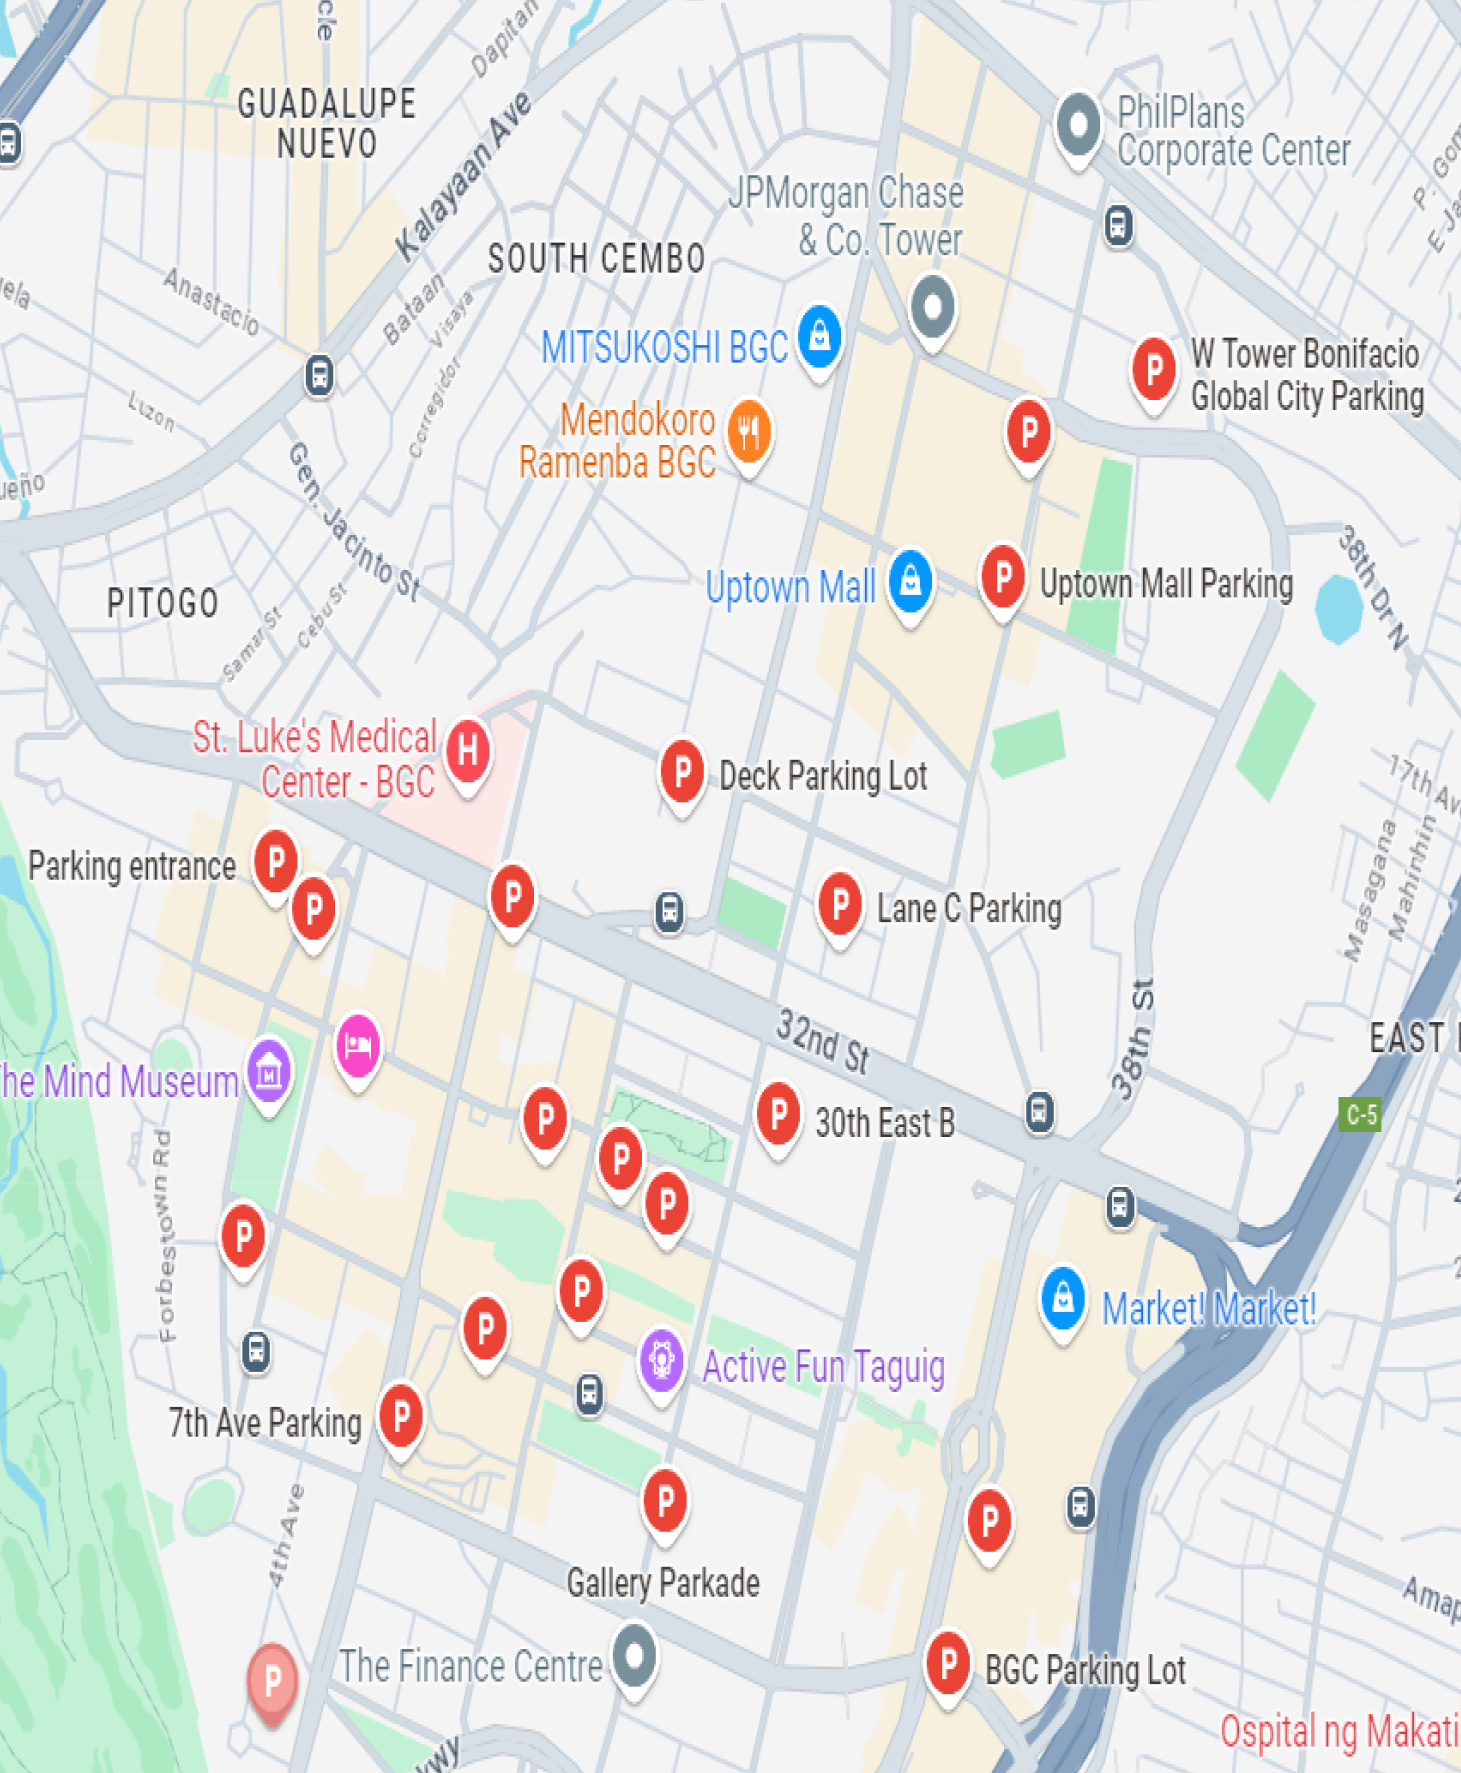 cle
Dapitan
GUADALUPE
NUEVO
Kalayaan Ave
PhilPlans
Corporate Center
JPMorgan Chase
& Co. Tower
SOUTH CEMBO
Anastacio
Bataan
Visaya
Corregidor
MITSUKOSHI BGC
W Tower Bonifacio
Global City Parking
Luzon
Mendokoro
Ramenba BGC
P
P
Gen. Jacinto St
38th Dr N
PITOGO
Samar St
Cebu St
Uptown Mall
P
Uptown Mall Parking
St. Luke's Medical
Center - BGC
H
P
Deck Parking Lot
17th Av
Masagana
Mahinhin
Parking entrance
P
P
P
P
Lane C Parking
32nd St
38th St
EAST
The Mind Museum
M
C-5
P
P
P
P
30th East B
Forbestown Rd
P
P
P
Market! Market!
Active Fun Taguig
7th Ave Parking
P
4th Ave
P
Gallery Parkade
P
Amap
The Finance Centre
P
P
BGC Parking Lot
Ospital ng Makati
kwy